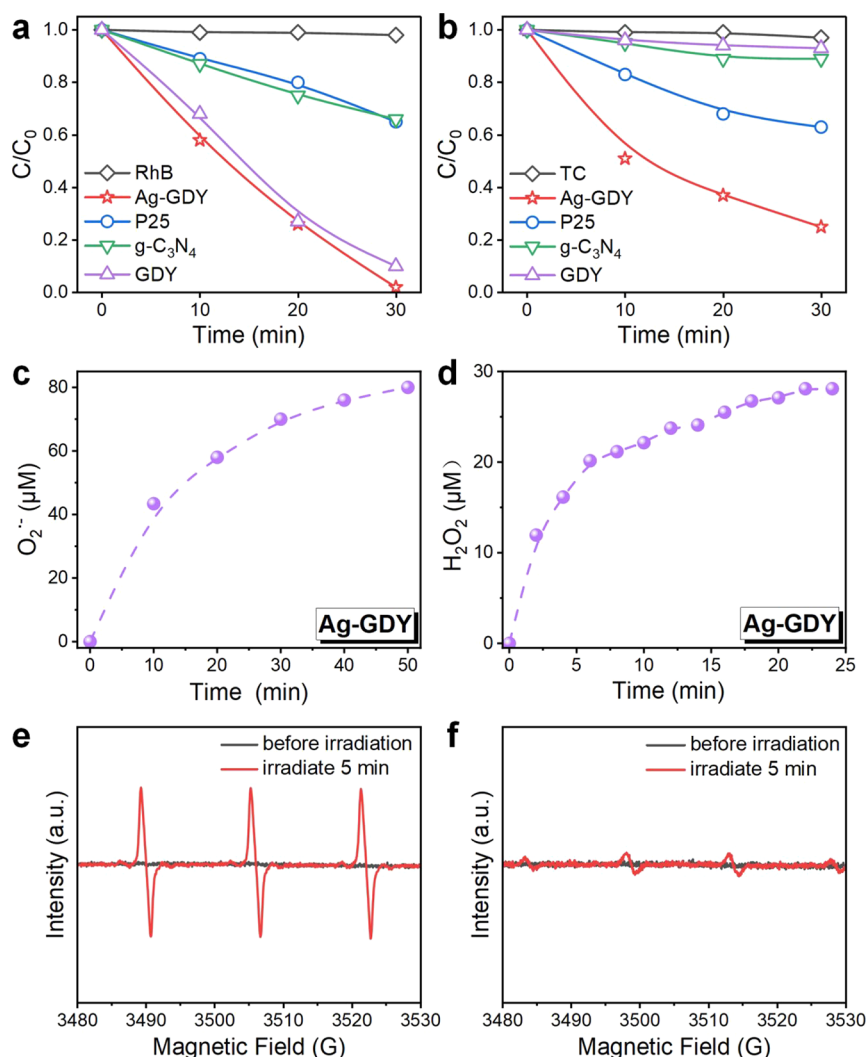 a
1.0
0.8
0.6
0.4
0.2
0.0
C/C₀
RhB
Ag-GDY
P25
g-C₃N₄
GDY
0 10 20 30
Time (min)
b
1.0
0.8
0.6
0.4
0.2
0.0
C/C₀
TC
Ag-GDY
P25
g-C₃N₄
GDY
0 10 20 30
Time (min)
c
80
60
40
20
0
O₂˙⁻ (μM)
Ag-GDY
0 10 20 30 40 50
Time (min)
d
30
20
10
0
H₂O₂ (μM)
Ag-GDY
0 5 10 15 20 25
Time (min)
e
before irradiation
irradiate 5 min
Intensity (a.u.)
3480 3490 3500 3510 3520 3530
Magnetic Field (G)
f
before irradiation
irradiate 5 min
Intensity (a.u.)
3480 3490 3500 3510 3520 3530
Magnetic Field (G)